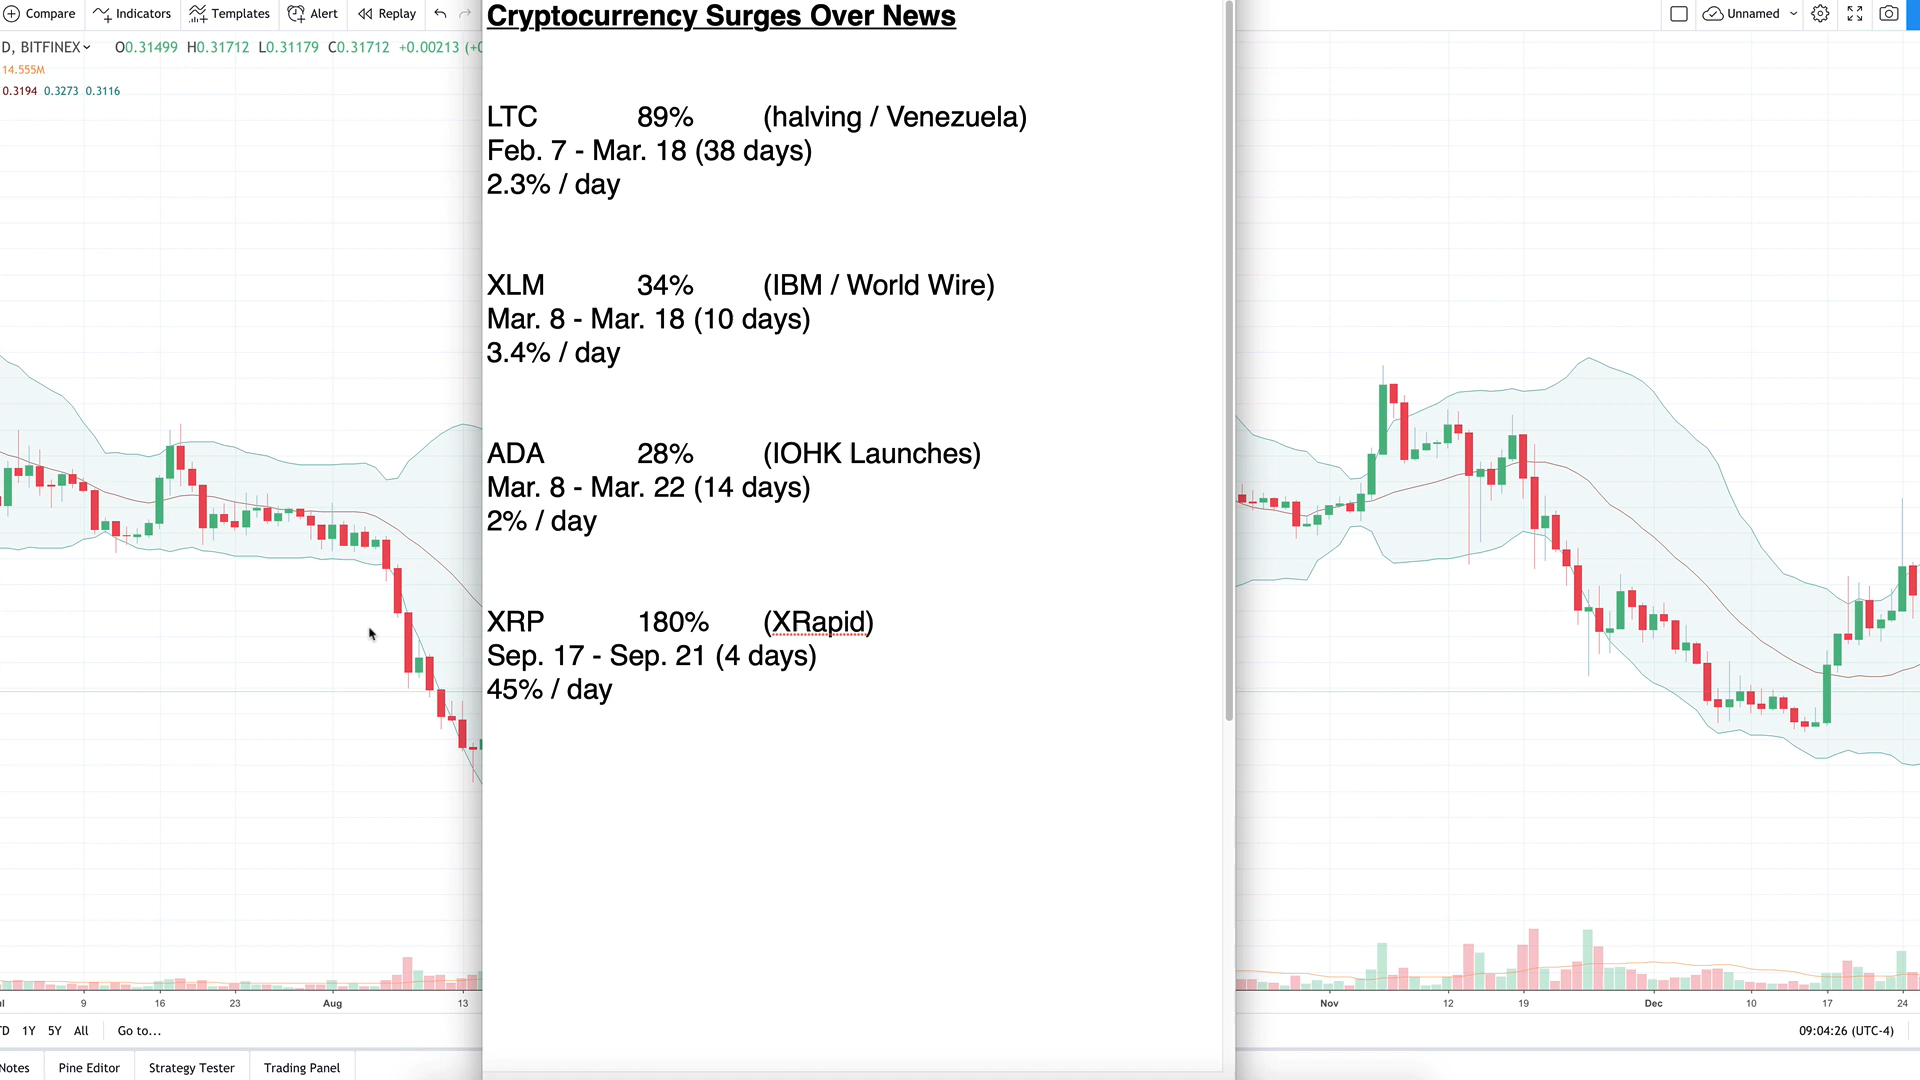 Compare Indicators Templates Alert Replay
Unnamed
D, BITFINEX O0.31499 H0.31712 L0.31179 C0.31712 +0.00213 (+0
14.555M
0.3194 0.3273 0.3116
Cryptocurrency Surges Over News
LTC 89% (halving / Venezuela)
Feb. 7 - Mar. 18 (38 days)
2.3% / day
XLM 34% (IBM / World Wire)
Mar. 8 - Mar. 18 (10 days)
3.4% / day
ADA 28% (IOHK Launches)
Mar. 8 - Mar. 22 (14 days)
2% / day
XRP 180% (XRapid)
Sep. 17 - Sep. 21 (4 days)
45% / day
9 16 23 Aug 13 Nov 12 19 Dec 10 17 24
TD 1Y 5Y All Go to...
09:04:26 (UTC-4)
Notes Pine Editor Strategy Tester Trading Panel